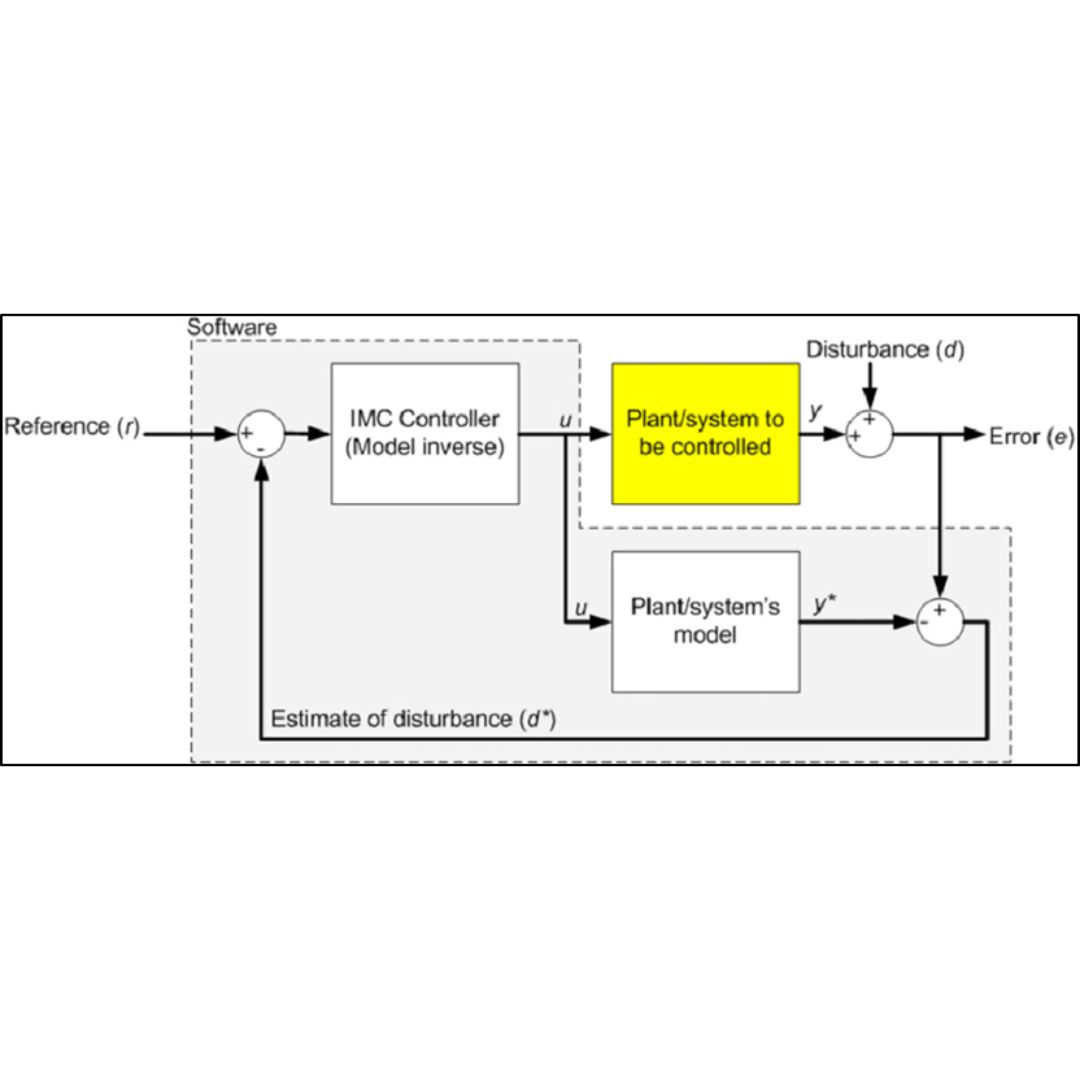 Software
Disturbance (d)
Reference (r)
+
-
IMC Controller
(Model inverse)
u
Plant/system to
be controlled
y
+
+
Error (e)
u
Plant/system's
model
y*
+
-
Estimate of disturbance (d*)